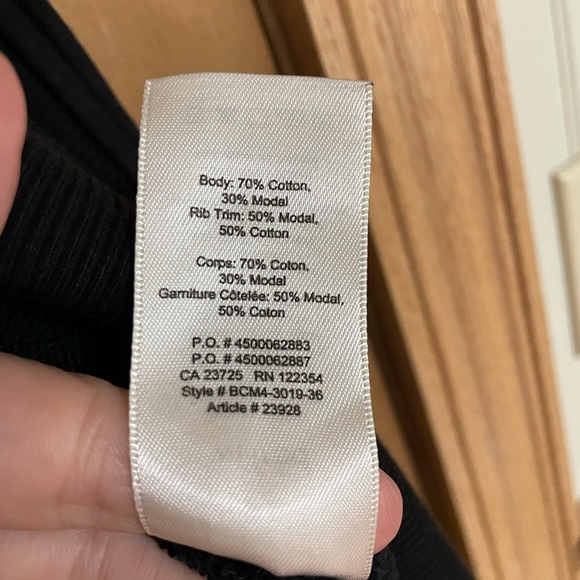 Body: 70% Cotton,
30% Modal
Rib Trim: 50% Modal,
50% Cotton
Corps: 70% Coton,
30% Modal
Garniture Côtelée: 50% Modal,
50% Coton
P.O. # 4500062883
P.O. # 4500062887
CA 23725 RN 122354
Style # BCM4-3019-36
Article # 23928